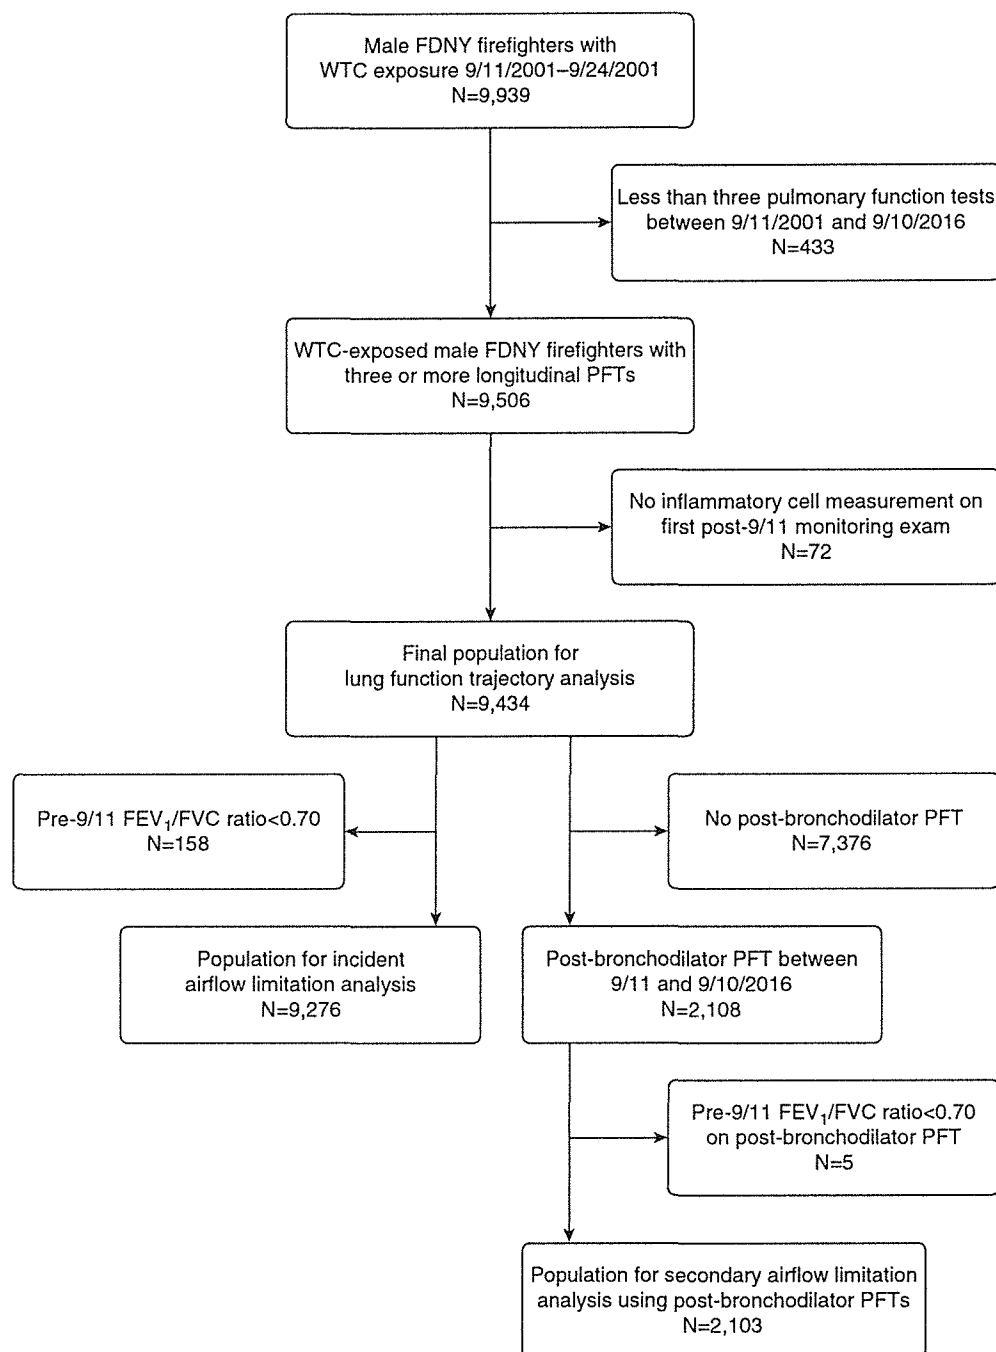 Male FDNY firefighters with
WTC exposure 9/11/2001–9/24/2001
N=9,939
Less than three pulmonary function tests
between 9/11/2001 and 9/10/2016
N=433
WTC-exposed male FDNY firefighters with
three or more longitudinal PFTs
N=9,506
No inflammatory cell measurement on
first post-9/11 monitoring exam
N=72
Final population for
lung function trajectory analysis
N=9,434
Pre-9/11 FEV₁/FVC ratio<0.70
N=158
No post-bronchodilator PFT
N=7,376
Population for incident
airflow limitation analysis
N=9,276
Post-bronchodilator PFT between
9/11 and 9/10/2016
N=2,108
Pre-9/11 FEV₁/FVC ratio<0.70
on post-bronchodilator PFT
N=5
Population for secondary airflow limitation
analysis using post-bronchodilator PFTs
N=2,103